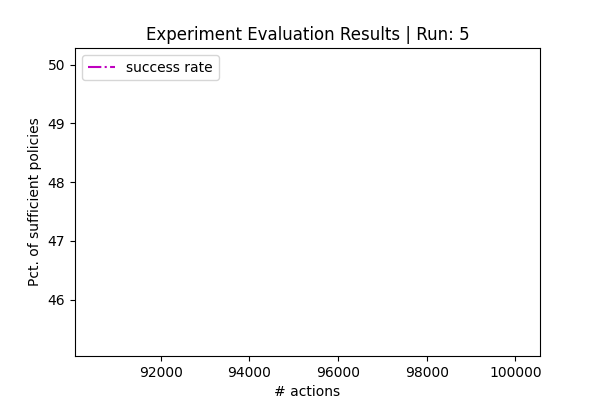 Experiment Evaluation Results | Run: 5
success rate
Pct. of sufficient policies
50
49
48
47
46
92000 94000 96000 98000 100000
# actions